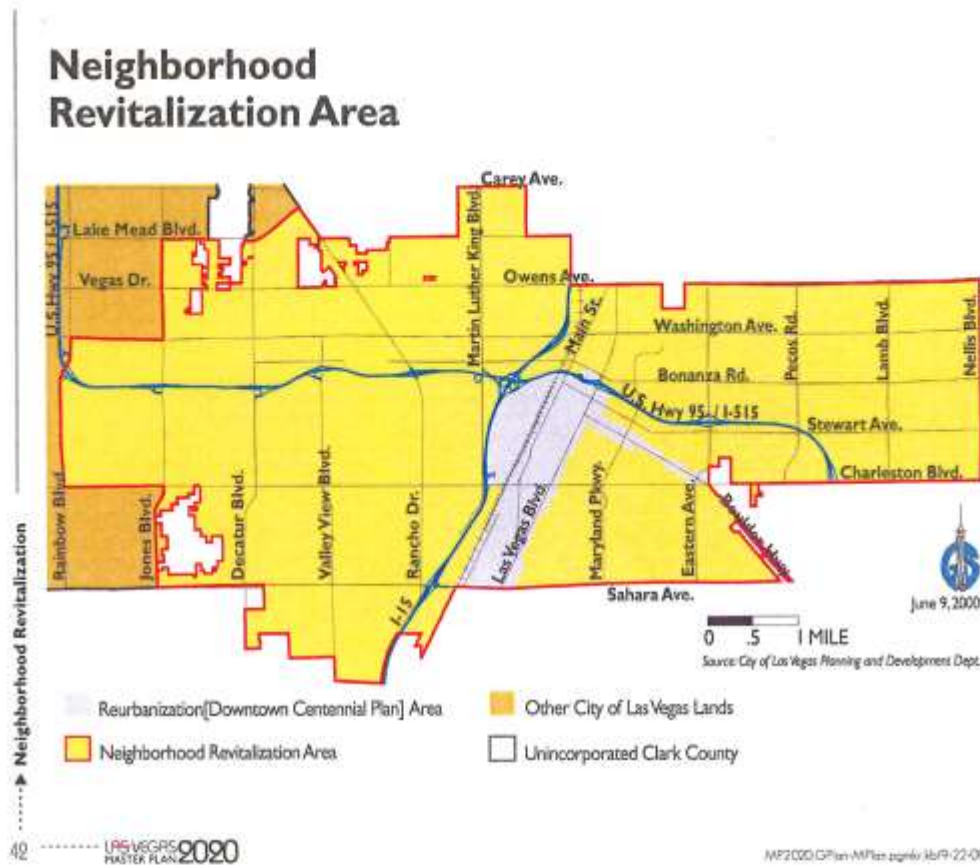 Neighborhood
Revitalization Area
Carey Ave.
U.S. Hwy 95 / I-515
Lake Mead Blvd.
Martin Luther King Blvd.
Vegas Dr.
Owens Ave.
Main St.
Washington Ave.
Pecos Rd.
Lamb Blvd.
Nellis Blvd.
Bonanza Rd.
U.S. Hwy 95 / I-515
Stewart Ave.
Charleston Blvd.
Rainbow Blvd.
Jones Blvd.
Decatur Blvd.
Valley View Blvd.
Rancho Dr.
Las Vegas Blvd.
Maryland Pkwy.
Eastern Ave.
I-15
Sahara Ave.
June 9, 2000
0 .5 1 MILE
Source: City of Las Vegas Planning and Development Dept.
Reurbanization[Downtown Centennial Plan] Area
Other City of Las Vegas Lands
Neighborhood Revitalization Area
Unincorporated Clark County
Neighborhood Revitalization
42
LAS VEGAS
MASTER PLAN 2020